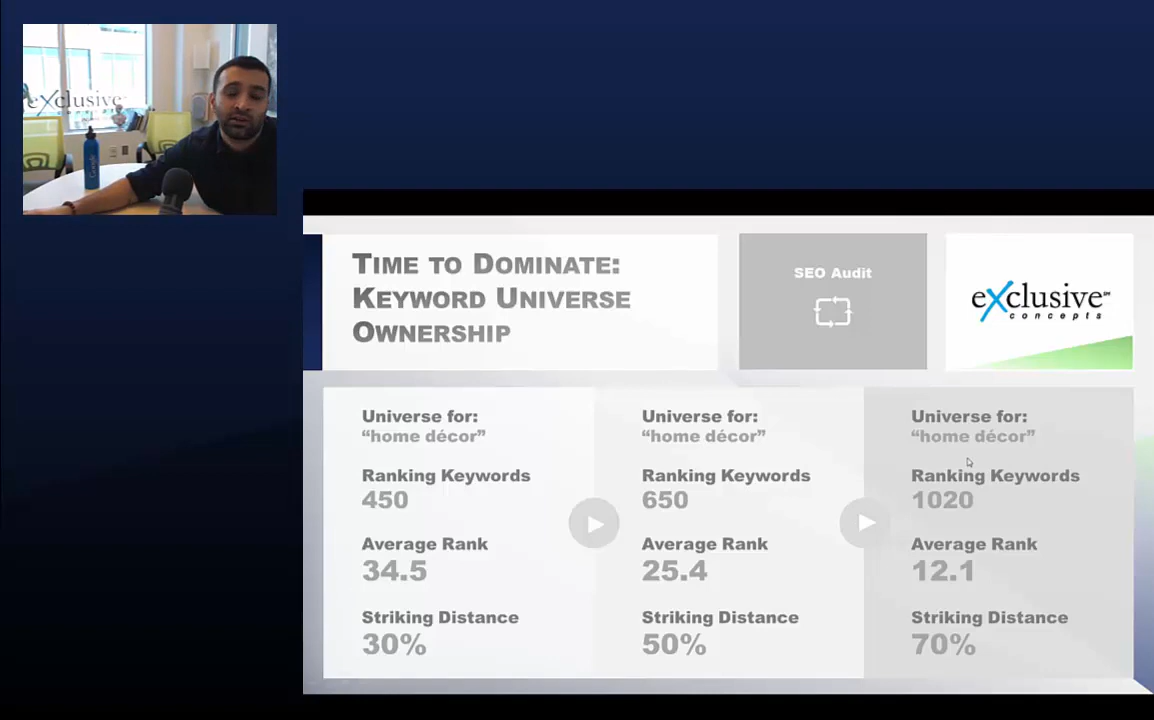 eXclusive
Google
TIME TO DOMINATE:
KEYWORD UNIVERSE
OWNERSHIP
SEO Audit
eXclusive SM
concepts
Universe for:
“home décor”
Ranking Keywords
450
Average Rank
34.5
Striking Distance
30%
Universe for:
“home décor”
Ranking Keywords
650
Average Rank
25.4
Striking Distance
50%
Universe for:
“home décor”
Ranking Keywords
1020
Average Rank
12.1
Striking Distance
70%